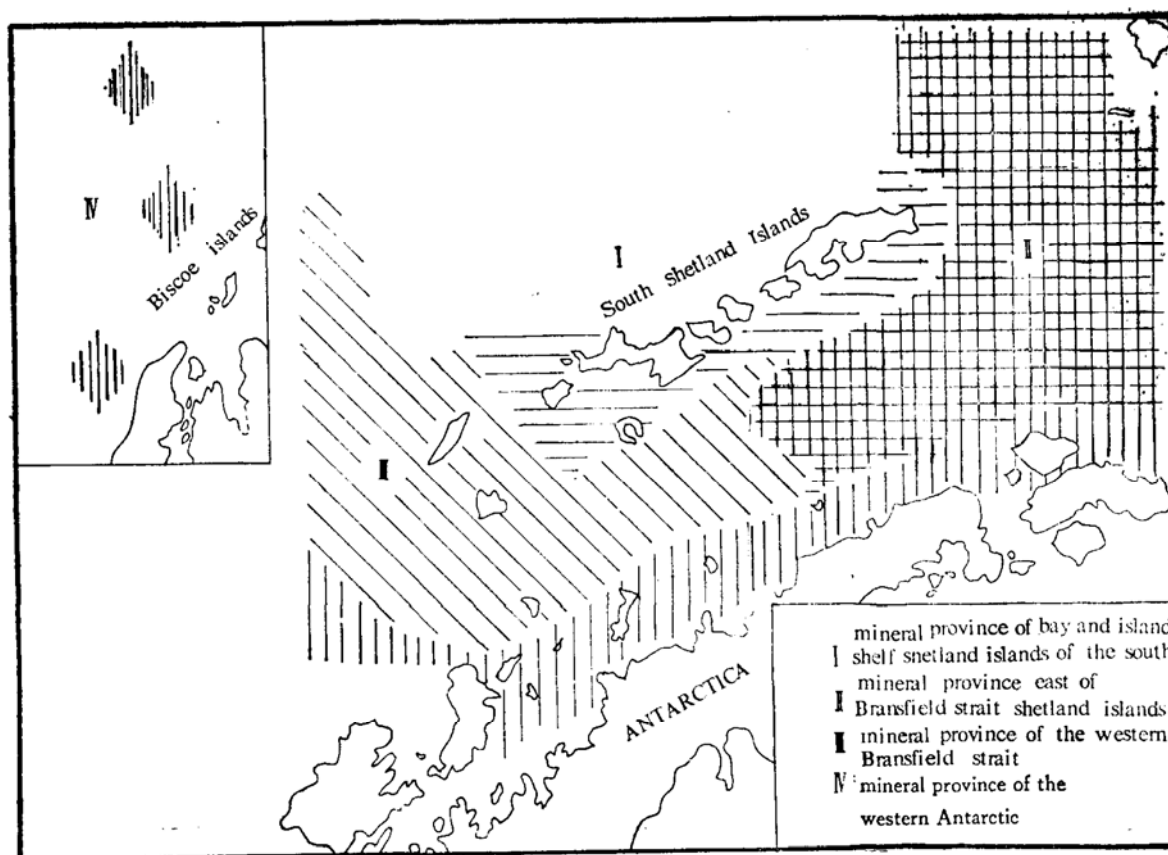 IV
Biscoe islands
I
South Shetland Islands
II
III
ANTARCTICA
mineral province of bay and island
I shelf snetland islands of the south
mineral province east of
II Bransfield strait shetland islands
III mineral province of the western
Bransfield strait
IV mineral province of the
western Antarctic